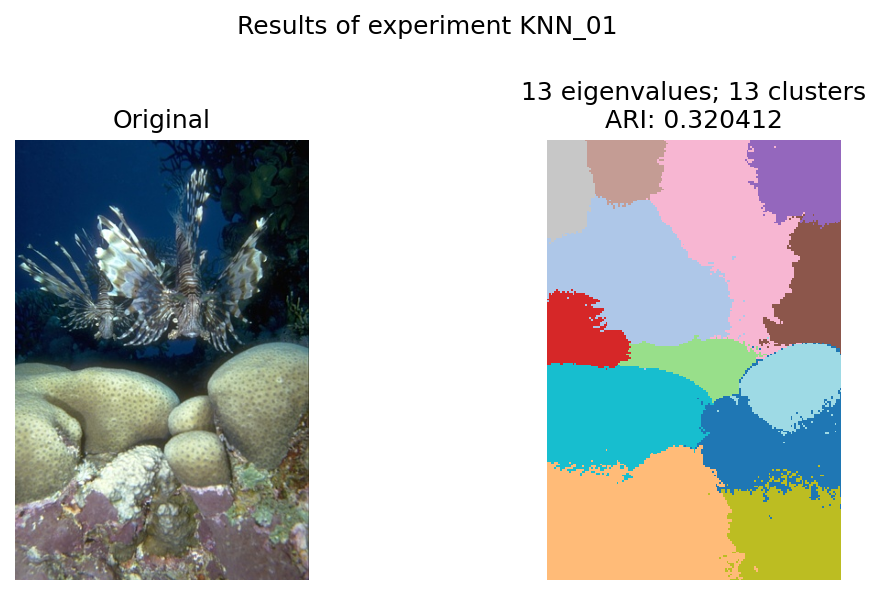 Results of experiment KNN_01
Original
13 eigenvalues; 13 clusters
ARI: 0.320412